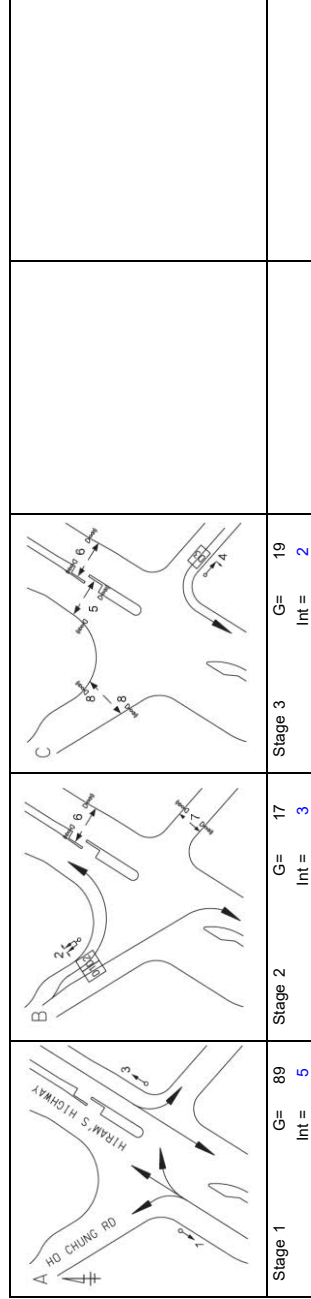 A
HO CHUNG RD
HIRAM'S HIGHWAY
3
1
B
2
6
7
C
6
5
8
8
4
Stage 1 G= 89 Stage 2 G= 17 Stage 3 G= 19
Int = 5 Int = 3 Int = 2